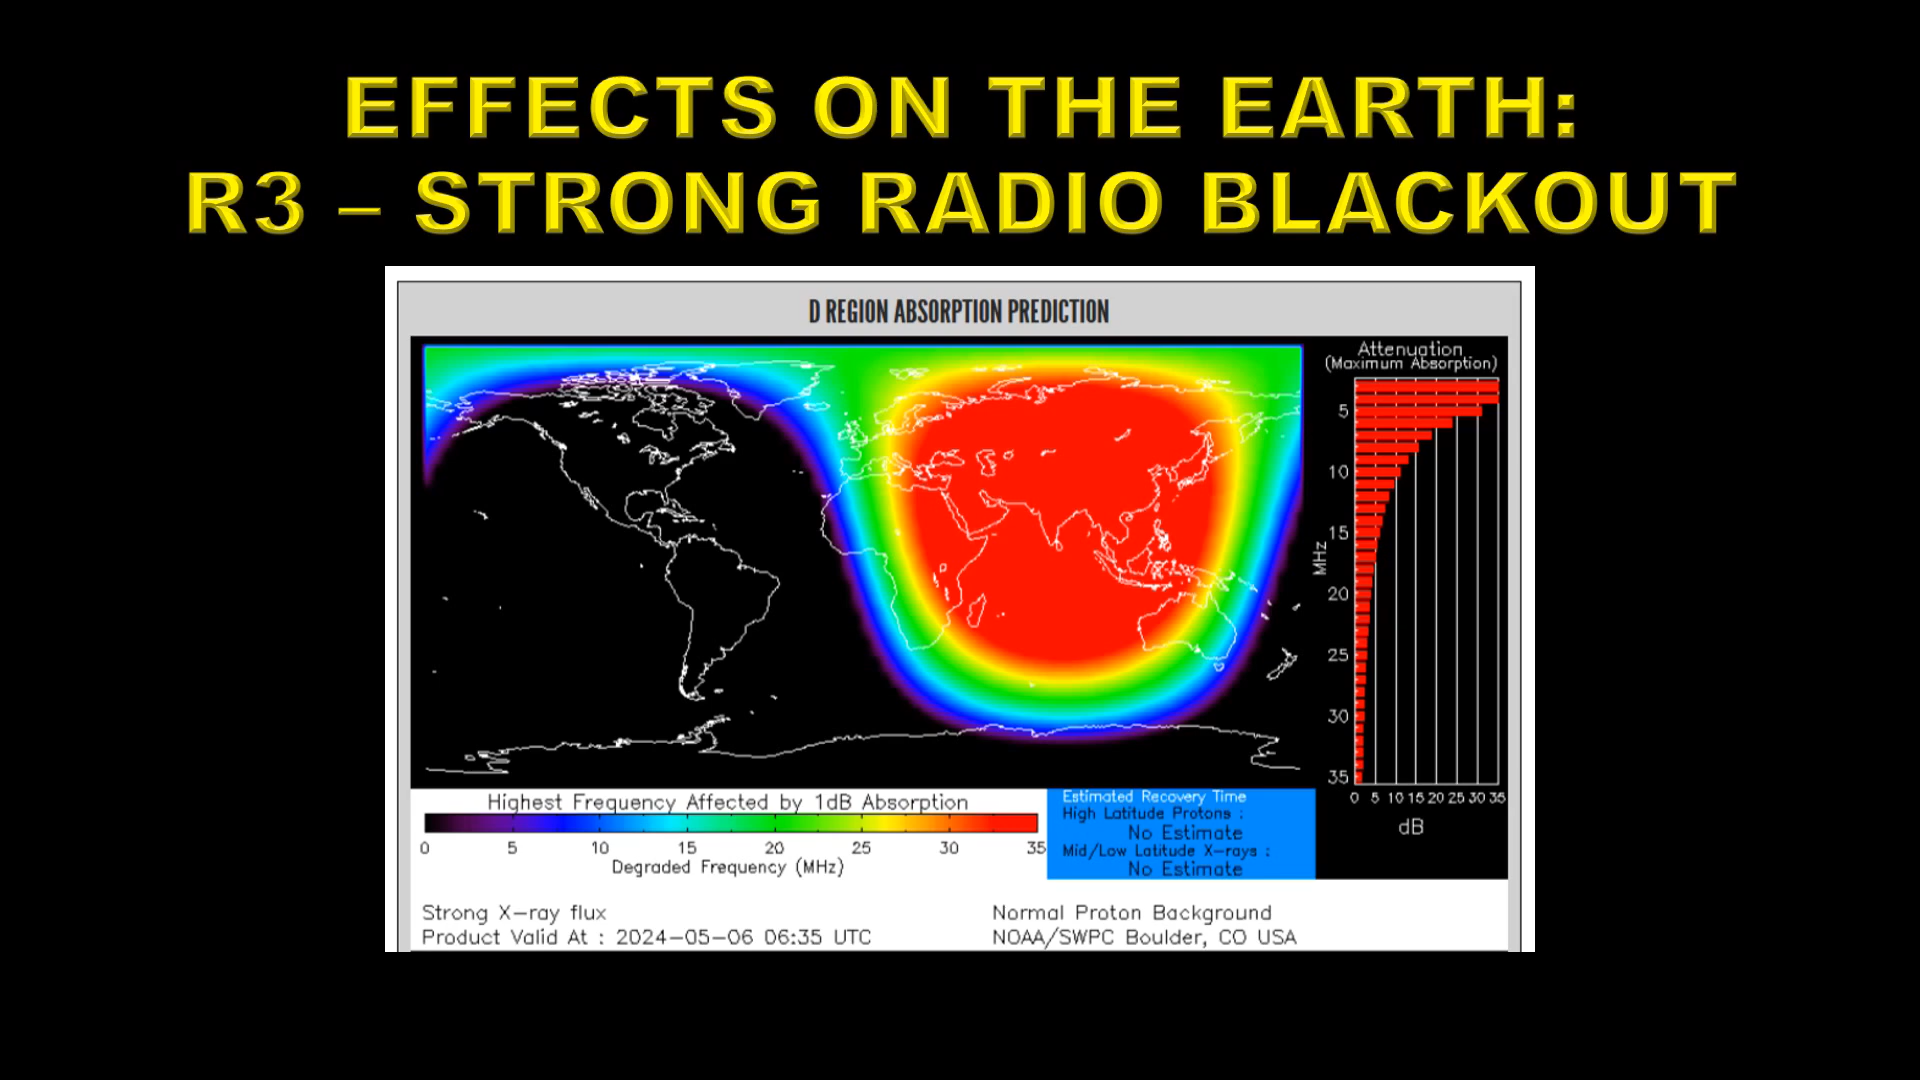 EFFECTS ON THE EARTH:
R3 – STRONG RADIO BLACKOUT
D REGION ABSORPTION PREDICTION
Attenuation
(Maximum Absorption)
5
10
15
20
25
30
35
MHz
0 5 10 15 20 25 30 35
dB
Highest Frequency Affected by 1dB Absorption
0 5 10 15 20 25 30 35
Degraded Frequency (MHz)
Estimated Recovery Time
High Latitude Protons :
No Estimate
Mid/Low Latitude X-rays :
No Estimate
Strong X-ray flux
Product Valid At : 2024-05-06 06:35 UTC
Normal Proton Background
NOAA/SWPC Boulder, CO USA